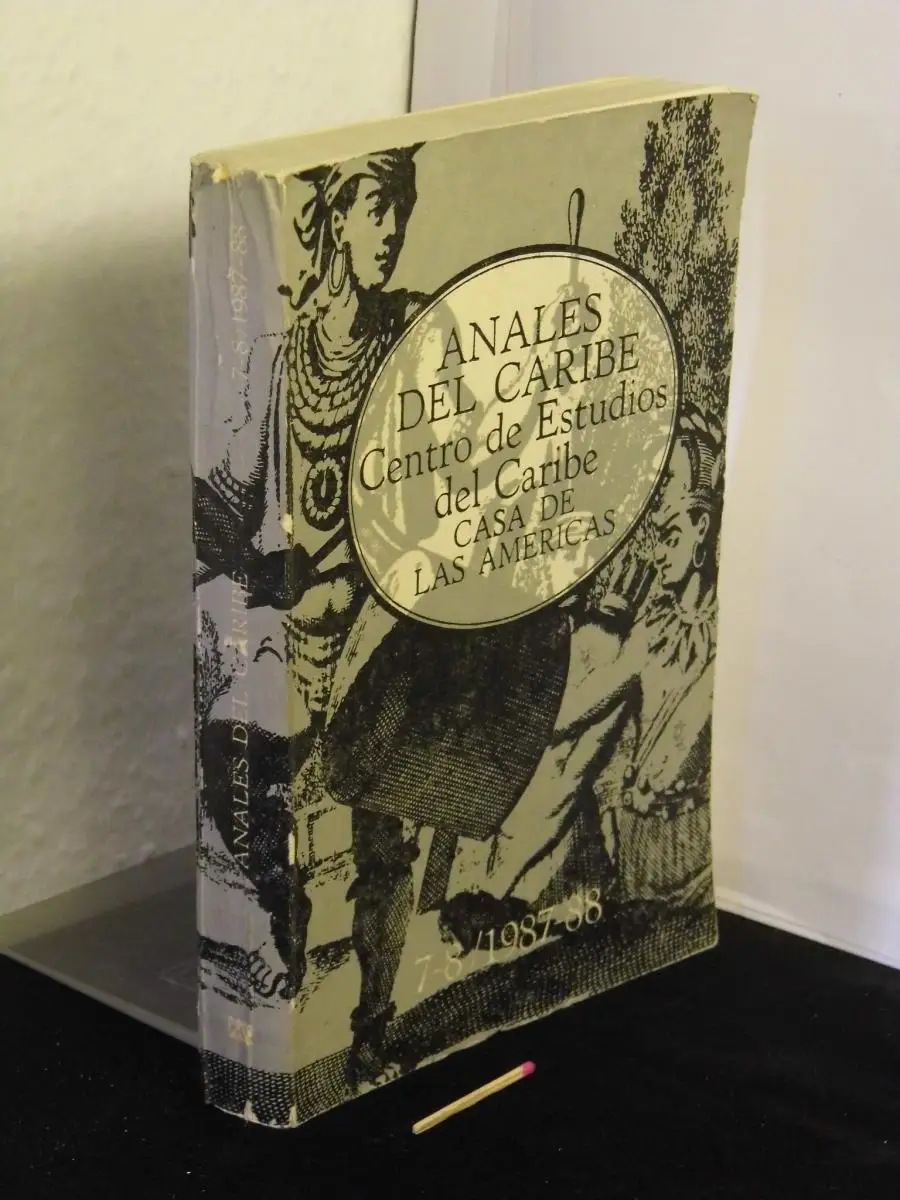 ANALES
DEL CARIBE
Centro de Estudios
del Caribe
CASA DE
LAS AMERICAS
7-8/1987-88
ANALES DEL CARIBE 7-8/1987-88